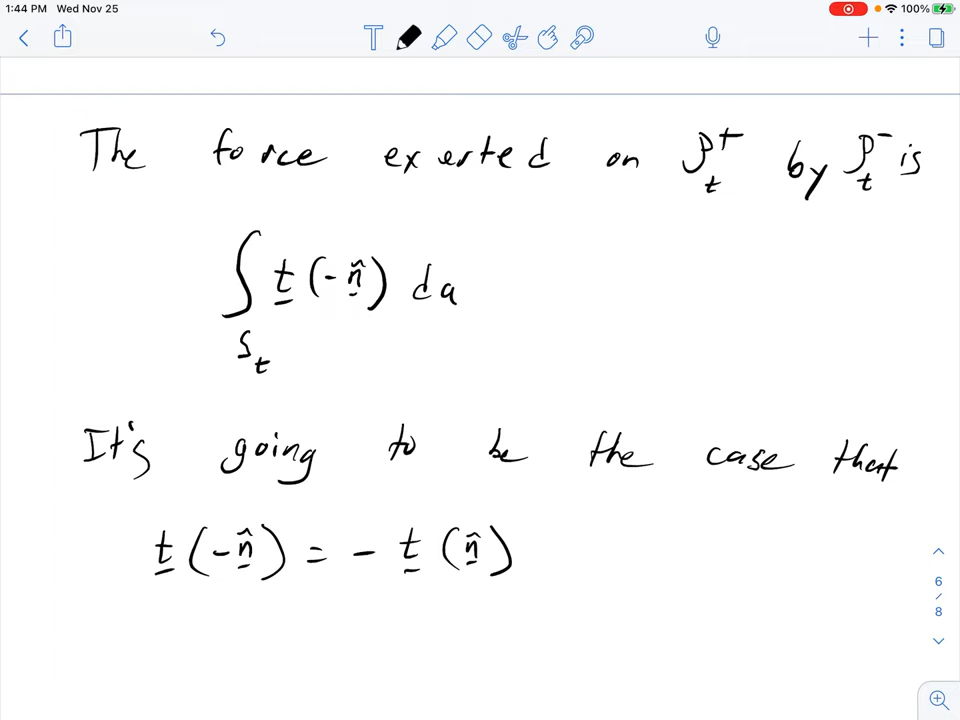 1:44 PM Wed Nov 25 100%
T
The force exerted on 𝒫ₜ⁺ by 𝒫ₜ⁻ is
∫_{Sₜ} t̲(-n̲̂) da
It's going to be the case that
t̲(-n̲̂) = - t̲(n̲̂)
6
/
8